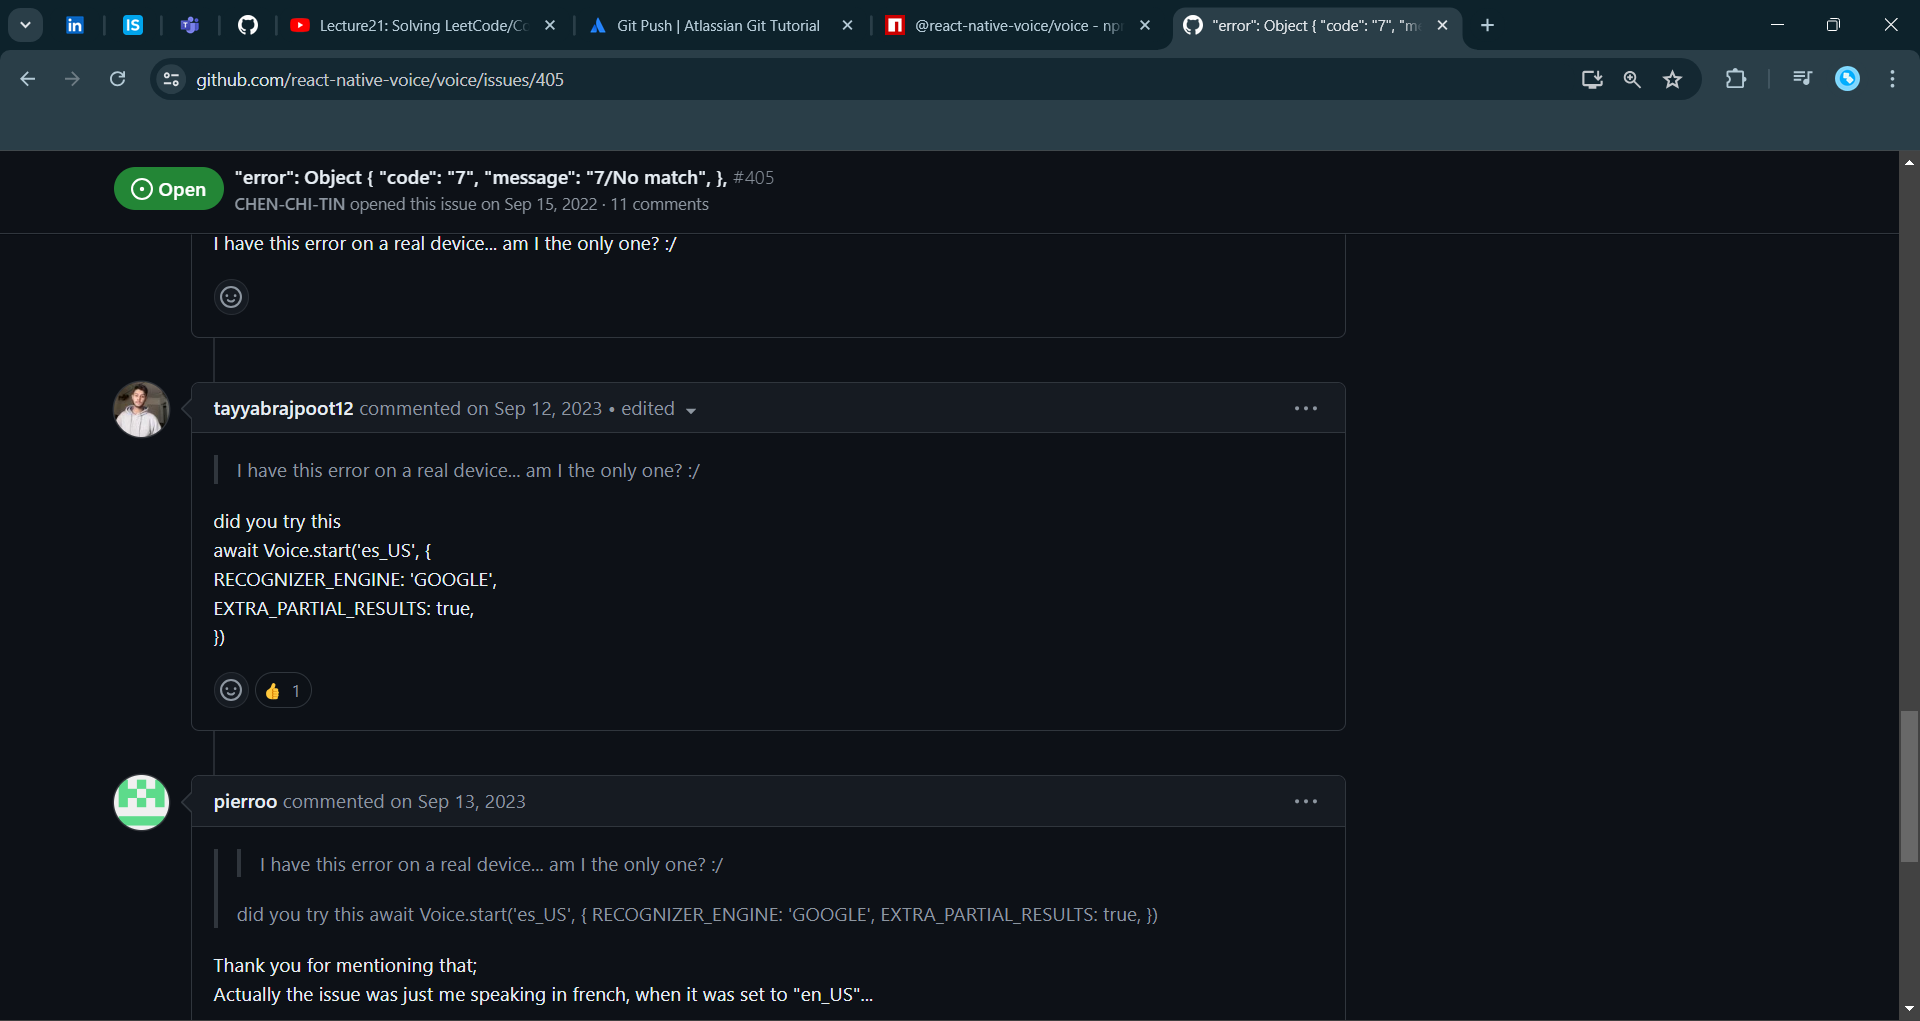 in
IS
Lecture21: Solving LeetCode/Co
Git Push | Atlassian Git Tutorial
@react-native-voice/voice - npm
"error": Object { "code": "7", "me
github.com/react-native-voice/voice/issues/405
Open
"error": Object { "code": "7", "message": "7/No match", }, #405
CHEN-CHI-TIN opened this issue on Sep 15, 2022 · 11 comments
I have this error on a real device... am I the only one? :/
tayyabrajpoot12 commented on Sep 12, 2023 • edited
I have this error on a real device... am I the only one? :/
did you try this
await Voice.start('es_US', {
RECOGNIZER_ENGINE: 'GOOGLE',
EXTRA_PARTIAL_RESULTS: true,
})
1
pierroo commented on Sep 13, 2023
I have this error on a real device... am I the only one? :/
did you try this await Voice.start('es_US', { RECOGNIZER_ENGINE: 'GOOGLE', EXTRA_PARTIAL_RESULTS: true, })
Thank you for mentioning that;
Actually the issue was just me speaking in french, when it was set to "en_US"...